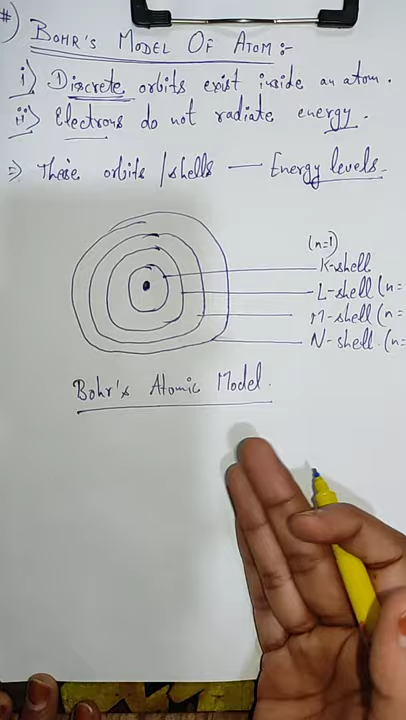 #)
BOHR'S MODEL OF ATOM :-
i) Discrete orbits exist inside an atom.
ii) Electrons do not radiate energy.
⇒ These orbits / shells — Energy levels.
(n=1)
K-shell
L-shell (n=
M-shell (n=
N-shell. (n=
Bohr's Atomic Model.